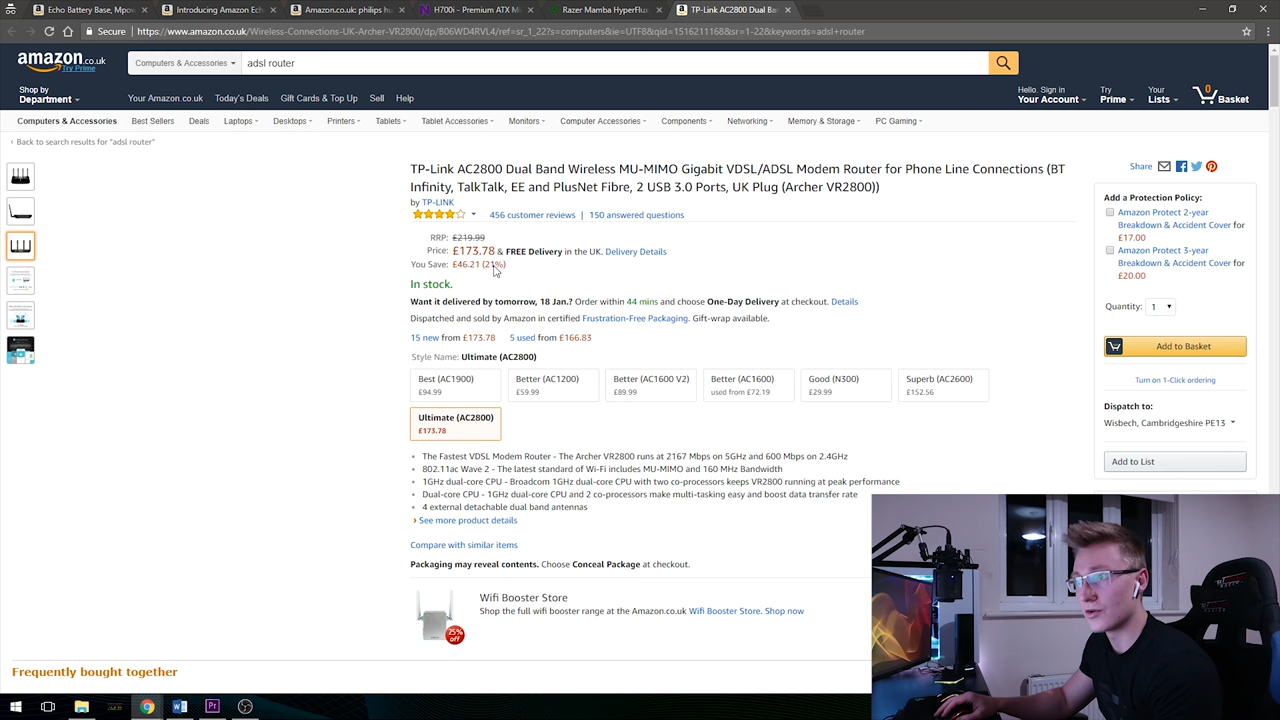 Echo Battery Base, Mpow
Introducing Amazon Ech
Amazon.co.uk: philips hu
H700i - Premium ATX Mi
Razer Mamba HyperFlux
TP-Link AC2800 Dual Ban
Secure https://www.amazon.co.uk/Wireless-Connections-UK-Archer-VR2800/dp/B06WD4RVL4/ref=sr_1_22?s=computers&ie=UTF8&qid=1516211168&sr=1-22&keywords=adsl+router
amazon.co.uk Computers & Accessories adsl router
Try Prime
Shop by Department
Your Amazon.co.uk Today's Deals Gift Cards & Top Up Sell Help
Hello. Sign in Your Account
Try Prime
Your Lists
0 Basket
Computers & Accessories Best Sellers Deals Laptops Desktops Printers Tablets Tablet Accessories Monitors Computer Accessories Components Networking Memory & Storage PC Gaming
‹ Back to search results for "adsl router"
TP-Link AC2800 Dual Band Wireless MU-MIMO Gigabit VDSL/ADSL Modem Router for Phone Line Connections (BT
Infinity, TalkTalk, EE and PlusNet Fibre, 2 USB 3.0 Ports, UK Plug (Archer VR2800))
by TP-LINK
456 customer reviews | 150 answered questions
RRP: £219.99
Price: £173.78 & FREE Delivery in the UK. Delivery Details
You Save: £46.21 (21%)
In stock.
Want it delivered by tomorrow, 18 Jan.? Order within 44 mins and choose One-Day Delivery at checkout. Details
Dispatched and sold by Amazon in certified Frustration-Free Packaging. Gift-wrap available.
15 new from £173.78 5 used from £166.83
Style Name: Ultimate (AC2800)
Best (AC1900) Better (AC1200) Better (AC1600 V2) Better (AC1600) Good (N300) Superb (AC2600)
£94.99 £59.99 £89.99 used from £72.19 £29.99 £152.56
Ultimate (AC2800)
£173.78
• The Fastest VDSL Modem Router - The Archer VR2800 runs at 2167 Mbps on 5GHz and 600 Mbps on 2.4GHz
• 802.11ac Wave 2 - The latest standard of Wi-Fi includes MU-MIMO and 160 MHz Bandwidth
• 1GHz dual-core CPU - Broadcom 1GHz dual-core CPU with two co-processors keeps VR2800 running at peak performance
• Dual-core CPU - 1GHz dual-core CPU and 2 co-processors make multi-tasking easy and boost data transfer rate
• 4 external detachable dual band antennas
› See more product details
Compare with similar items
Packaging may reveal contents. Choose Conceal Package at checkout.
25% off
Wifi Booster Store
Shop the full wifi booster range at the Amazon.co.uk Wifi Booster Store. Shop now
Frequently bought together
Share
Add a Protection Policy:
Amazon Protect 2-year
Breakdown & Accident Cover for
£17.00
Amazon Protect 3-year
Breakdown & Accident Cover for
£20.00
Quantity: 1
Add to Basket
Turn on 1-Click ordering
Dispatch to:
Wisbech, Cambridgeshire PE13
Add to List